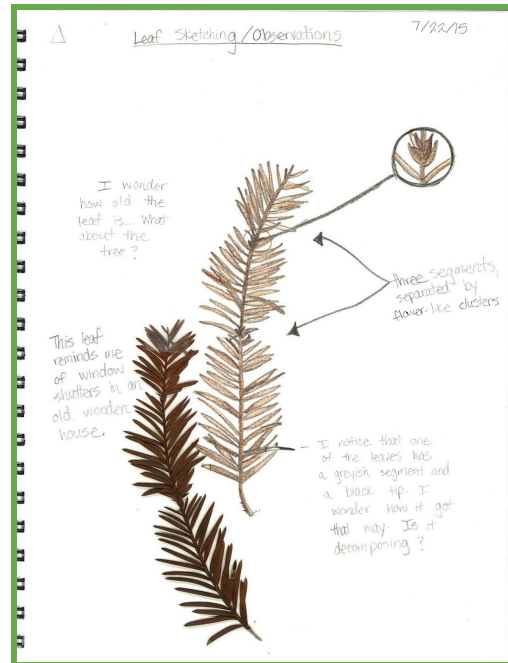 Leaf Sketching/Observations
7/22/15
I wonder
how old the
leaf is... What
about the
tree?
three segments,
separated by
flower-like clusters
This leaf
reminds me
of window
shutters in an
old wooden
house.
I notice that one
of the leaves has
a greyish segment and
a black tip. I
wonder how it got
that way. Is it
decomposing?